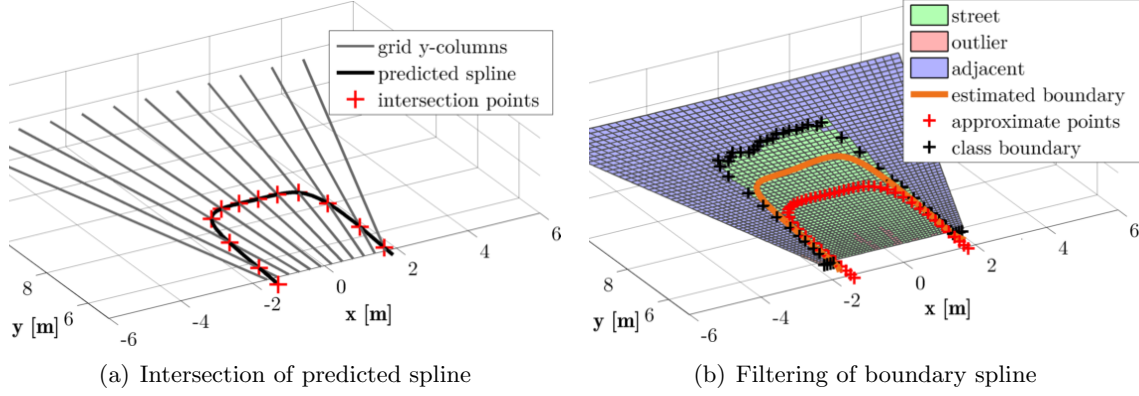 grid y-columns
predicted spline
intersection points
8
6
y [m]
-6
-4
-2
0
2
4
6
x [m]
(a) Intersection of predicted spline
street
outlier
adjacent
estimated boundary
approximate points
class boundary
8
6
y [m]
-6
-4
-2
0
2
4
6
x [m]
(b) Filtering of boundary spline